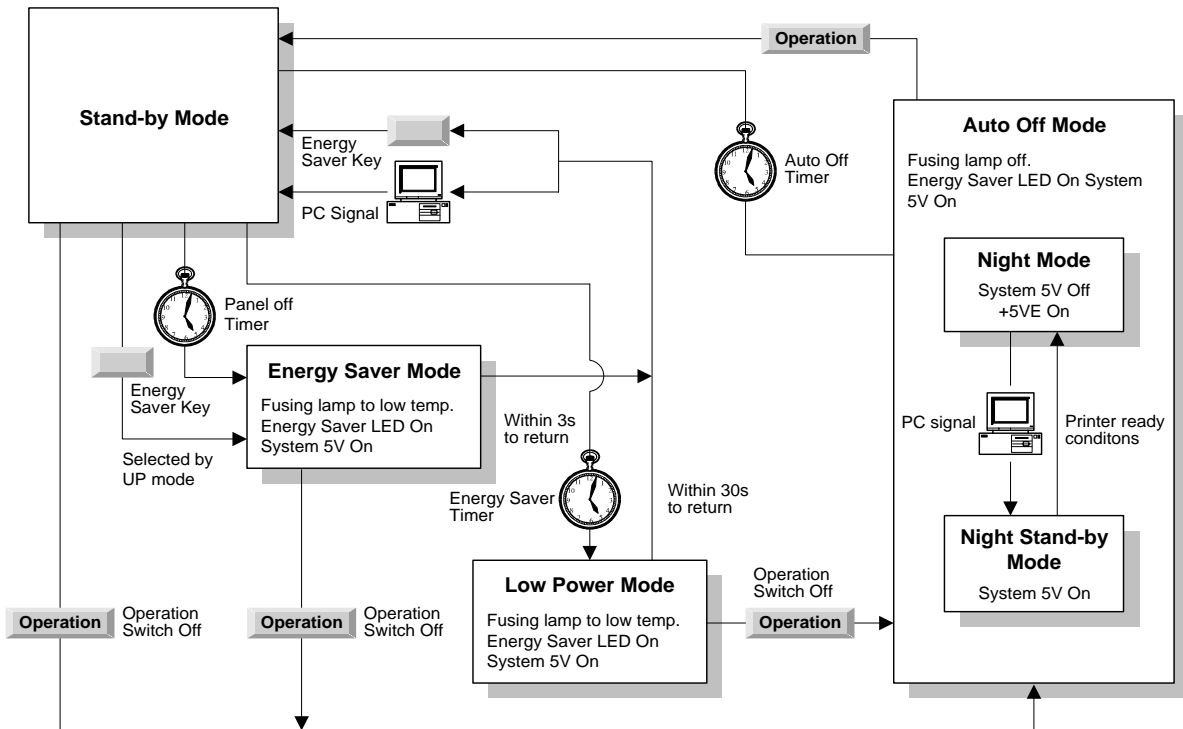 Operation
Stand-by Mode
Energy
Saver Key
PC Signal
Auto Off
Timer
Auto Off Mode
Fusing lamp off.
Energy Saver LED On System
5V On
Night Mode
System 5V Off
+5VE On
PC signal
Printer ready
conditons
Night Stand-by
Mode
System 5V On
Panel off
Timer
Energy
Saver Key
Selected by
UP mode
Energy Saver Mode
Fusing lamp to low temp.
Energy Saver LED On
System 5V On
Within 3s
to return
Energy Saver
Timer
Within 30s
to return
Low Power Mode
Fusing lamp to low temp.
Energy Saver LED On
System 5V On
Operation
Switch Off
Operation
Operation
Operation
Switch Off
Operation
Operation
Switch Off